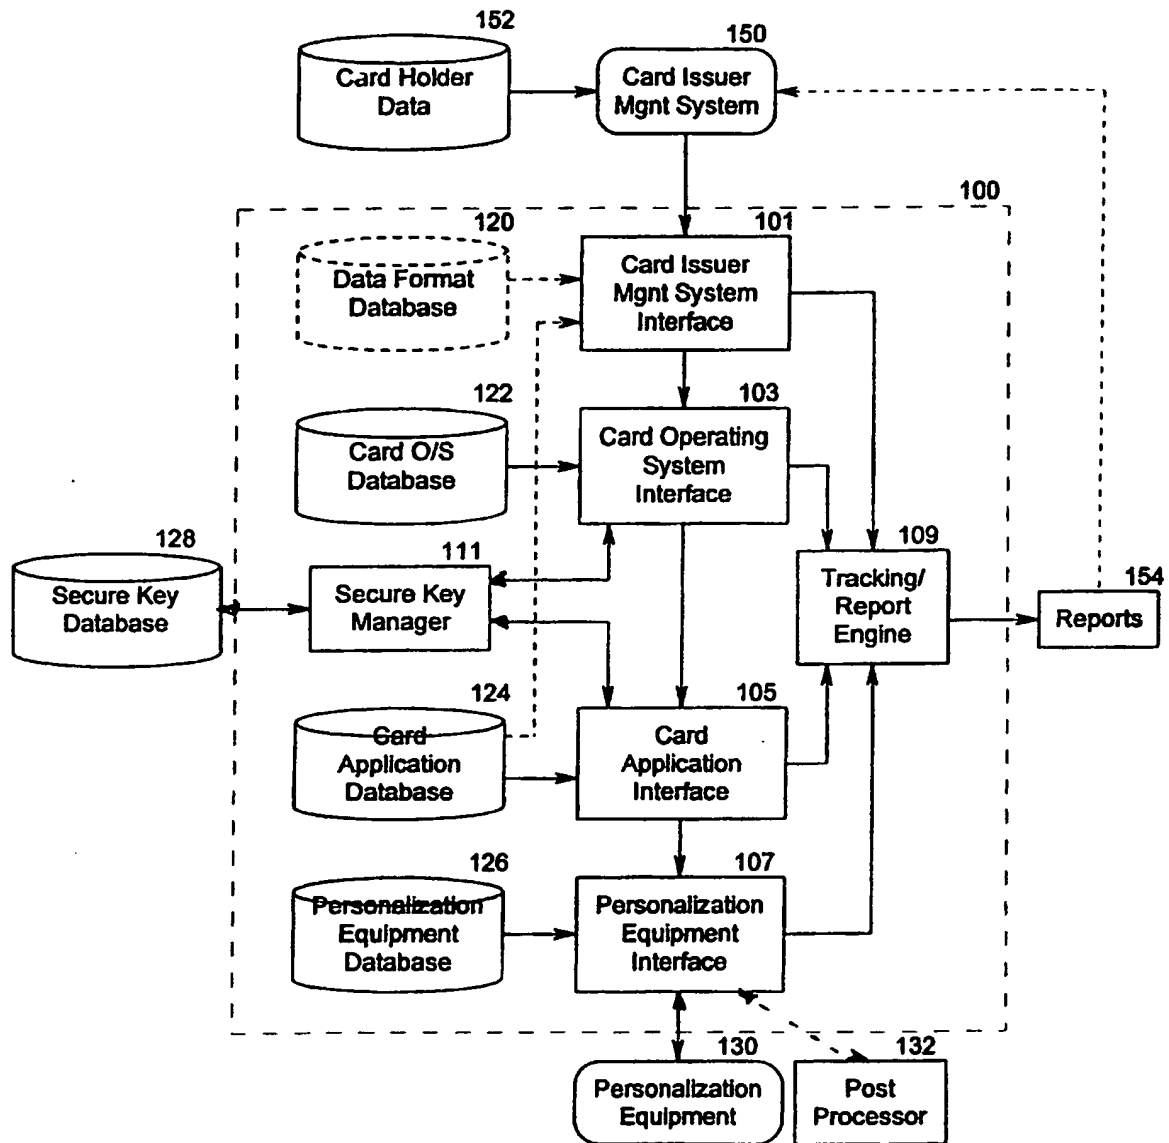 152
Card Holder
Data
150
Card Issuer
Mgnt System
100
120
Data Format
Database
101
Card Issuer
Mgnt System
Interface
122
Card O/S
Database
103
Card Operating
System
Interface
128
Secure Key
Database
111
Secure Key
Manager
109
Tracking/
Report
Engine
154
Reports
124
Card
Application
Database
105
Card
Application
Interface
126
Personalization
Equipment
Database
107
Personalization
Equipment
Interface
130
Personalization
Equipment
132
Post
Processor